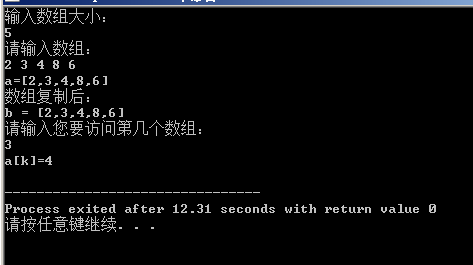 输入数组大小：
5
请输入数组：
2 3 4 8 6
a=[2,3,4,8,6]
数组复制后：
b = [2,3,4,8,6]
请输入您要访问第几个数组：
3
a[k]=4
--------------------------------
Process exited after 12.31 seconds with return value 0
请按任意键继续. . .